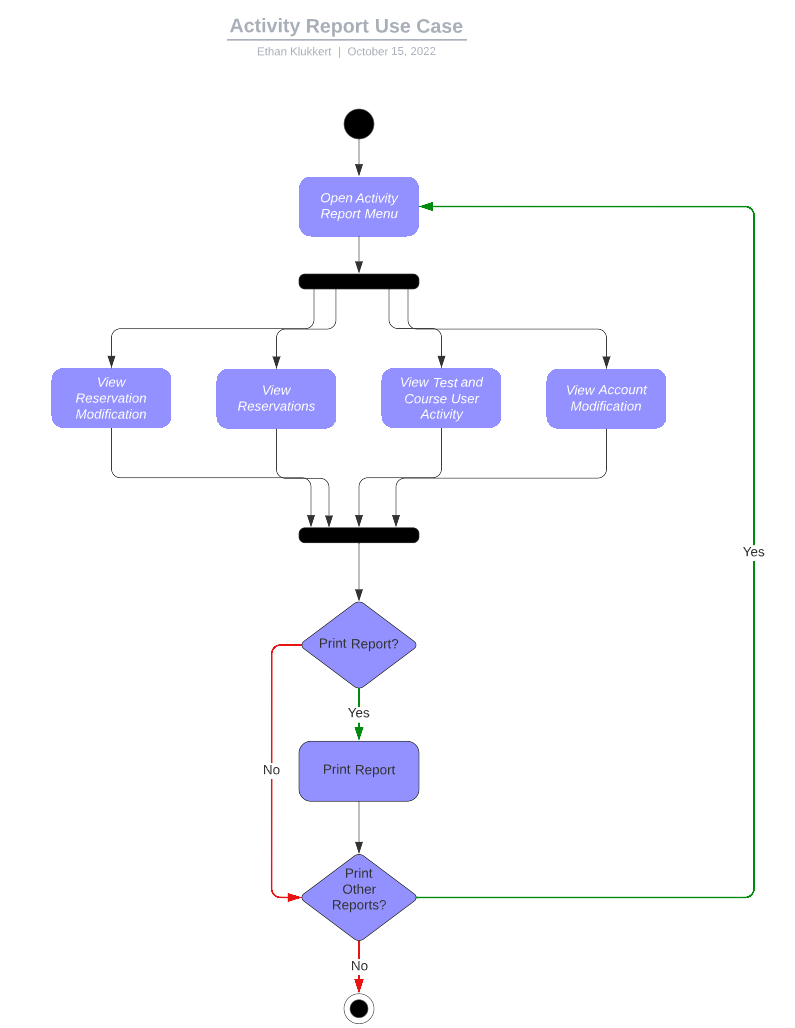 Activity Report Use Case
Ethan Klukkert | October 15, 2022
Open Activity
Report Menu
View
Reservation
Modification
View
Reservations
View Test and
Course User
Activity
View Account
Modification
Yes
Print Report?
Yes
No
Print Report
Print
Other
Reports?
No